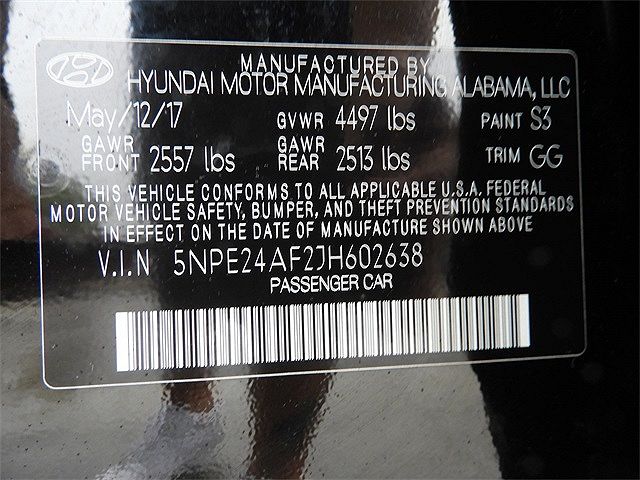 MANUFACTURED BY
HYUNDAI MOTOR MANUFACTURING ALABAMA, LLC
May/12/17 GVWR 4497 lbs PAINT S3
GAWR FRONT 2557 lbs GAWR REAR 2513 lbs TRIM GG
THIS VEHICLE CONFORMS TO ALL APPLICABLE U.S.A. FEDERAL
MOTOR VEHICLE SAFETY, BUMPER, AND THEFT PREVENTION STANDARDS
IN EFFECT ON THE DATE OF MANUFACTURE SHOWN ABOVE
V.I.N 5NPE24AF2JH602638
PASSENGER CAR